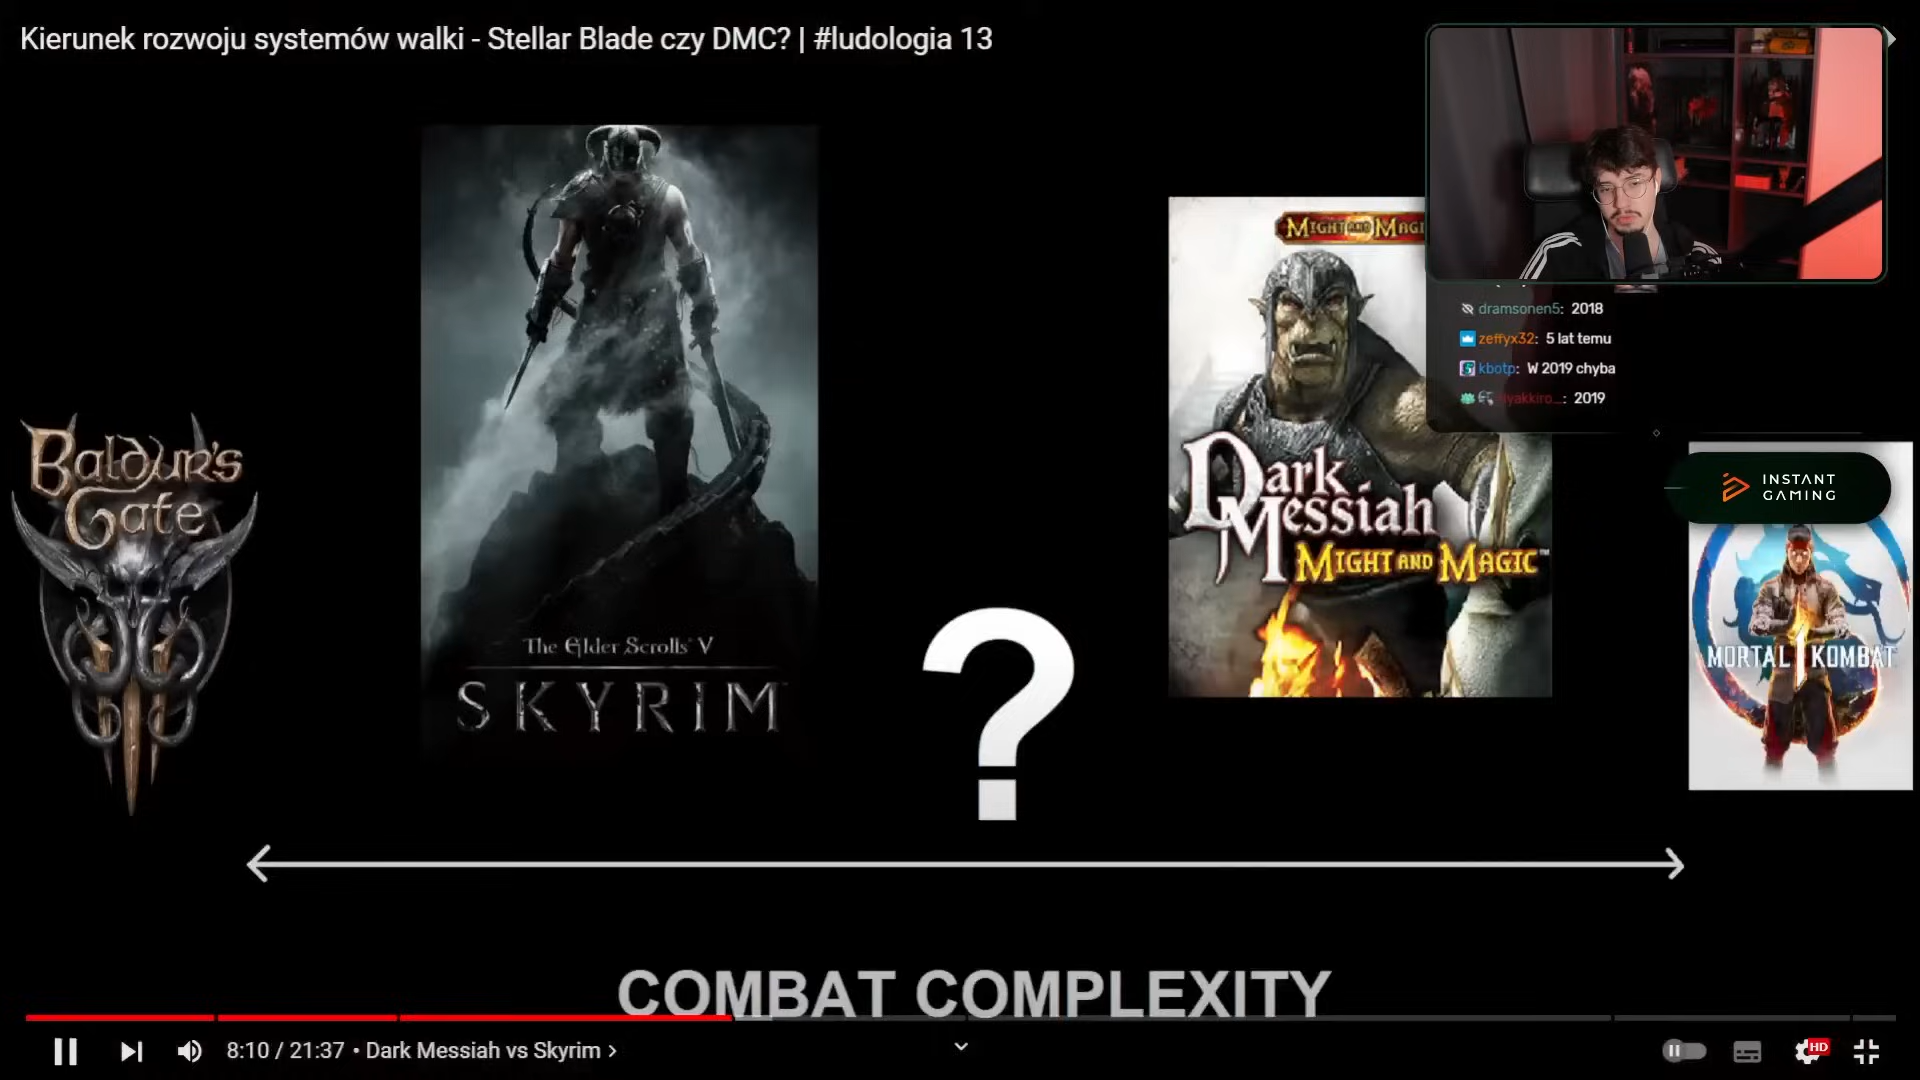 Kierunek rozwoju systemów walki - Stellar Blade czy DMC? | #ludologia 13
MIGHT AND MAGI
dramsonen5: 2018
zeffyx32: 5 lat temu
kbotp: W 2019 chyba
2019
INSTANT
GAMING
Baldur's
Gate
The Elder Scrolls V
SKYRIM
?
Dark
Messiah
MIGHT AND MAGIC™
MORTAL KOMBAT
COMBAT COMPLEXITY
8:10 / 21:37 • Dark Messiah vs Skyrim ›
HD